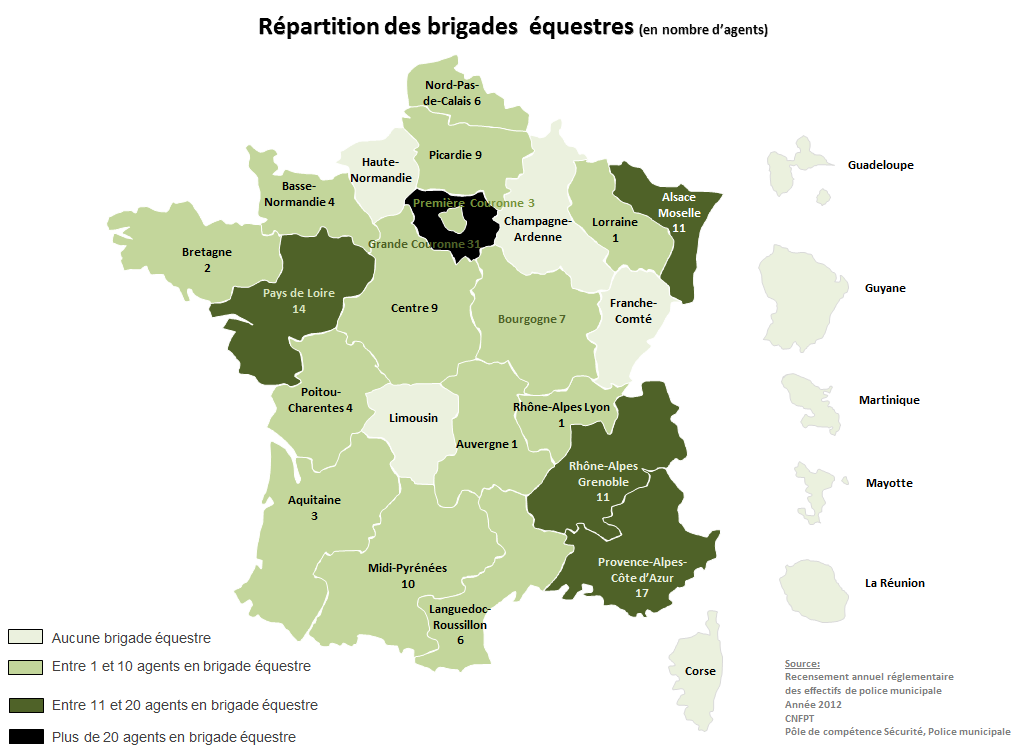 Répartition des brigades équestres (en nombre d'agents)
Nord-Pas-
de-Calais 6
Picardie 9
Haute-
Normandie
Basse-
Normandie 4
Première Couronne 3
Grande Couronne 31
Champagne-
Ardenne
Lorraine
1
Alsace
Moselle
11
Bretagne
2
Pays de Loire
14
Centre 9
Bourgogne 7
Franche-
Comté
Poitou-
Charentes 4
Limousin
Auvergne 1
Rhône-Alpes Lyon
1
Rhône-Alpes
Grenoble
11
Aquitaine
3
Midi-Pyrénées
10
Languedoc-
Roussillon
6
Provence-Alpes-
Côte d'Azur
17
Corse
Guadeloupe
Guyane
Martinique
Mayotte
La Réunion
Aucune brigade équestre
Entre 1 et 10 agents en brigade équestre
Entre 11 et 20 agents en brigade équestre
Plus de 20 agents en brigade équestre
Source:
Recensement annuel réglementaire
des effectifs de police municipale
Année 2012
CNFPT
Pôle de compétence Sécurité, Police municipale